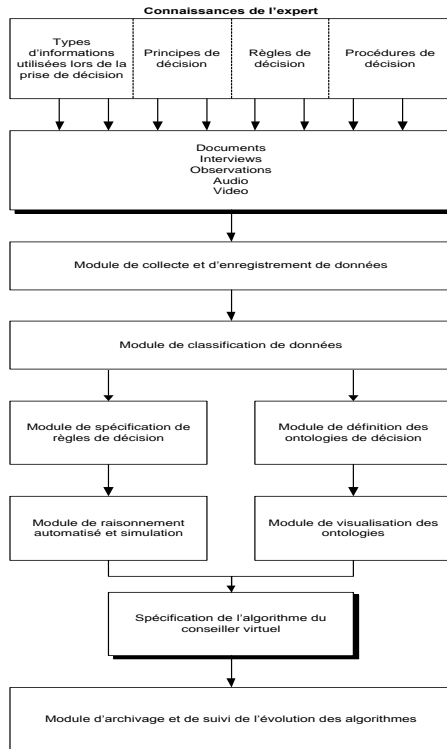 Connaissances de l'expert
Types
d'informations
utilisées lors de la
prise de décision
Principes de
décision
Règles de
décision
Procédures de
décision
Documents
Interviews
Observations
Audio
Video
Module de collecte et d'enregistrement de données
Module de classification de données
Module de spécification de
règles de décision
Module de définition des
ontologies de décision
Module de raisonnement
automatisé et simulation
Module de visualisation des
ontologies
Spécification de l'algorithme du
conseiller virtuel
Module d'archivage et de suivi de l'évolution des algorithmes